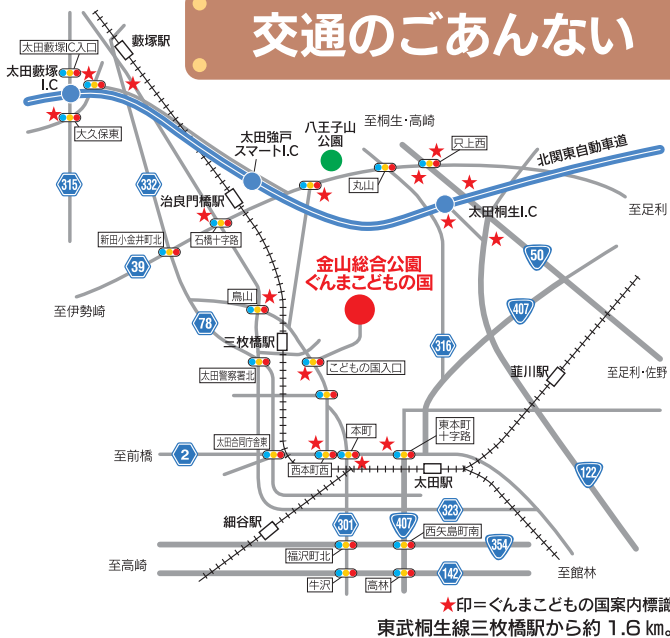 交通のごあんない
藪塚駅
太田藪塚IC入口
太田藪塚
I.C
大久保東
太田強戸
スマートI.C
八王子山
公園
至桐生・高崎
只上西
北関東自動車道
丸山
315
332
治良門橋駅
太田桐生I.C
至足利
新田小金井町北
石橋十字路
39
金山総合公園
ぐんまこどもの国
50
至伊勢崎
鳥山
407
78
三枚橋駅
316
こどもの国入口
太田警察署北
韮川駅
至足利・佐野
本町
東本町
十字路
太田合同庁舎東
至前橋
2
西本町西
太田駅
122
細谷駅
301
407
323
西矢島町南
354
福沢町北
至高崎
牛沢
高林
142
至館林
★印=ぐんまこどもの国案内標識
東武桐生線三枚橋駅から約 1.6 km。